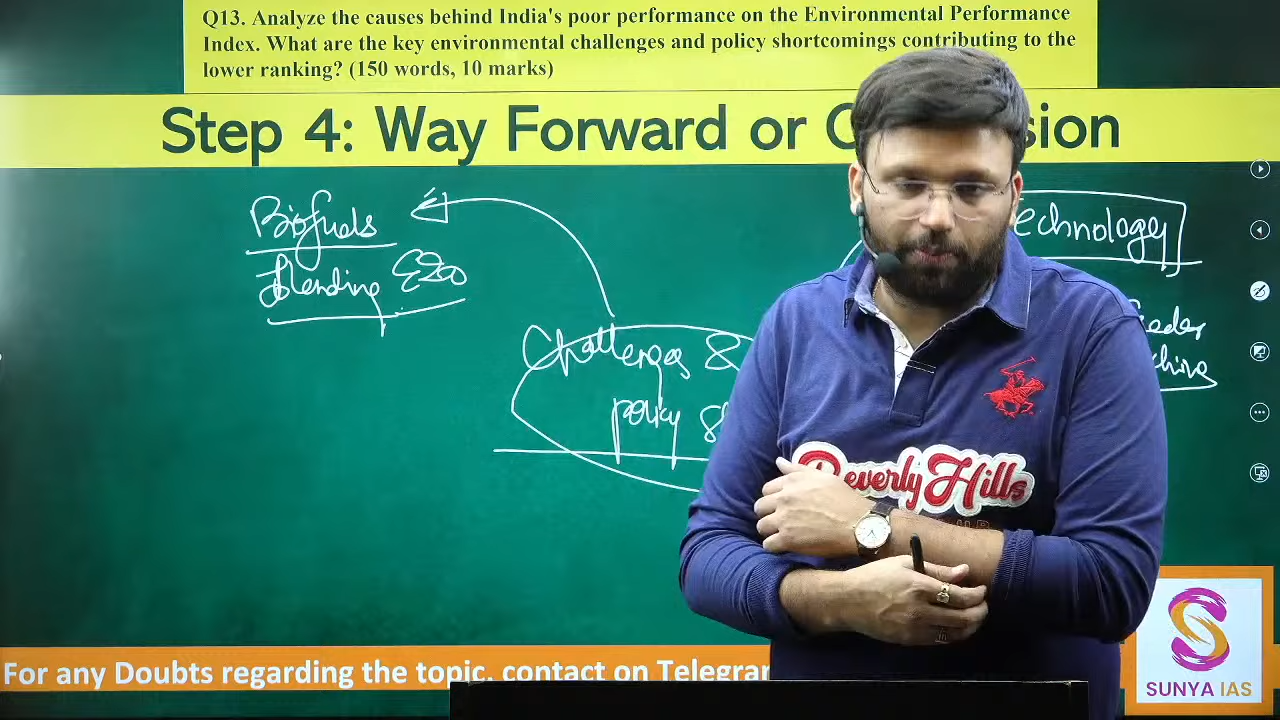 Q13. Analyze the causes behind India's poor performance on the Environmental Performance
Index. What are the key environmental challenges and policy shortcomings contributing to the
lower ranking? (150 words, 10 marks)
Step 4: Way Forward or C sion
Biofuels
Blending E20
echnology
Challenges &
policy
Beverly Hills
For any Doubts regarding the topic, contact on Telegram
SUNYA IAS